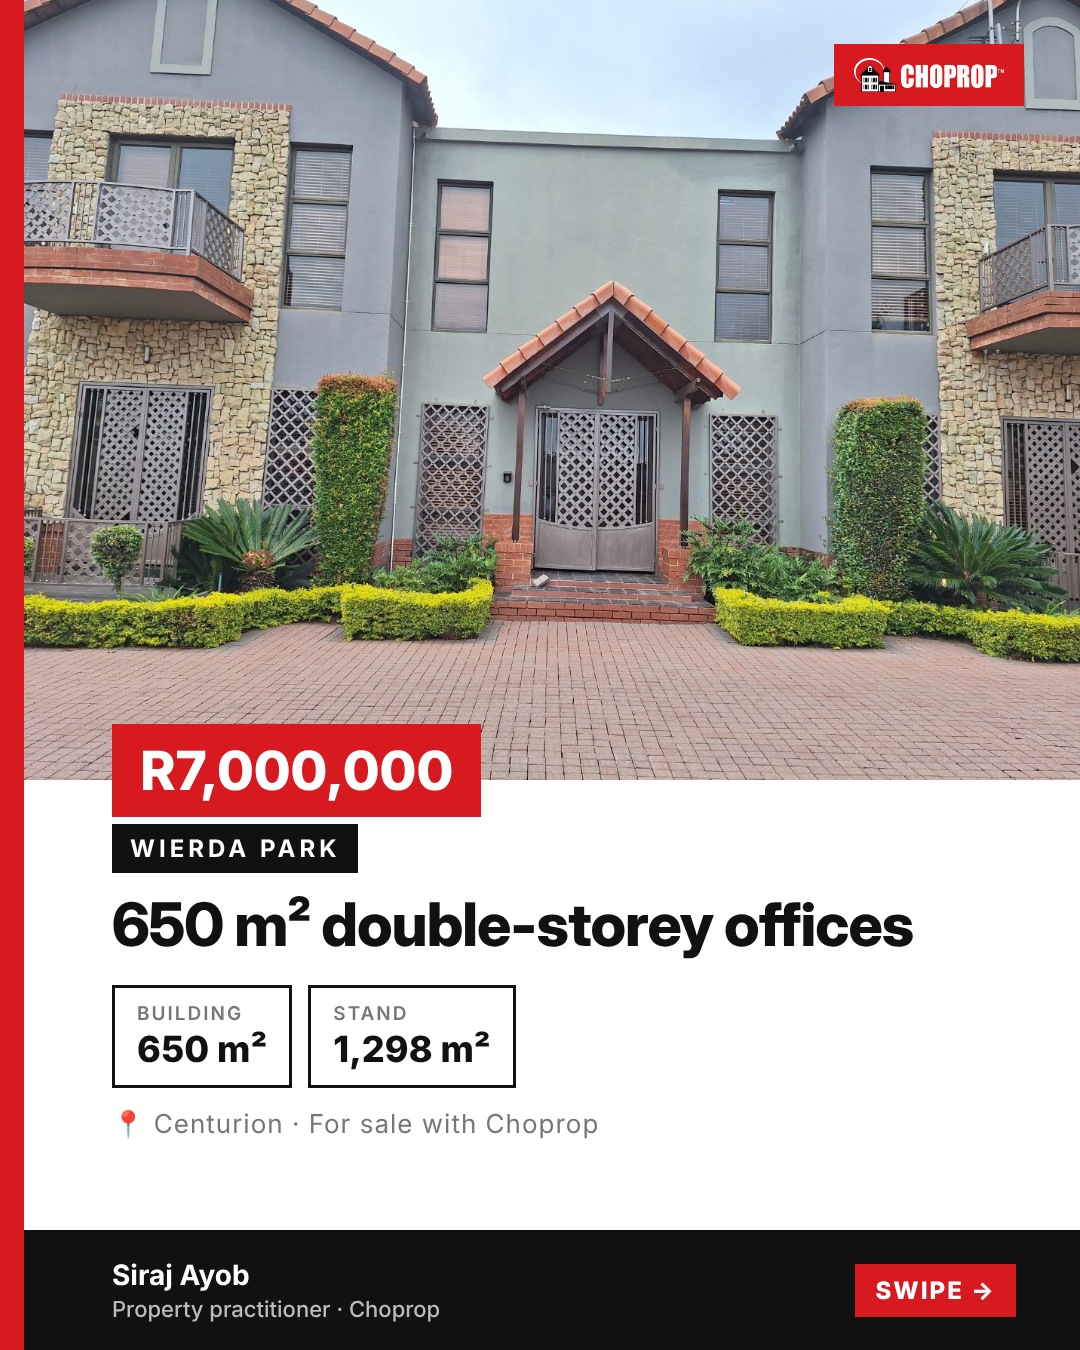 CHOPROP™
R7,000,000
WIERDA PARK
650 m² double-storey offices
BUILDING
650 m²
STAND
1,298 m²
📍 Centurion · For sale with Choprop
Siraj Ayob
Property practitioner · Choprop
SWIPE →